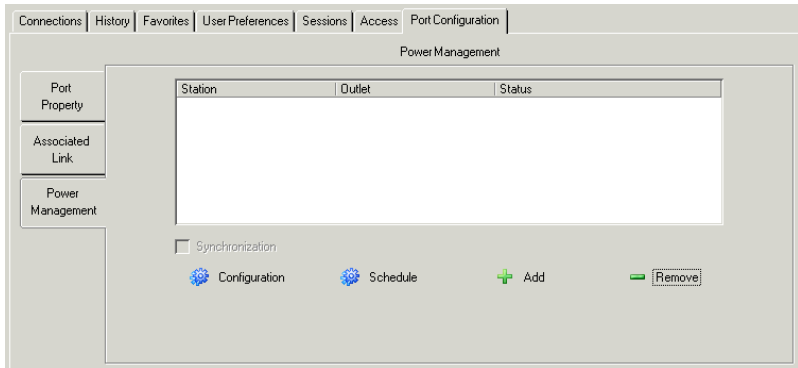 Connections History Favorites User Preferences Sessions Access Port Configuration
Power Management
Port
Property
Associated
Link
Power
Management
Station Outlet Status
Synchronization
Configuration Schedule Add Remove